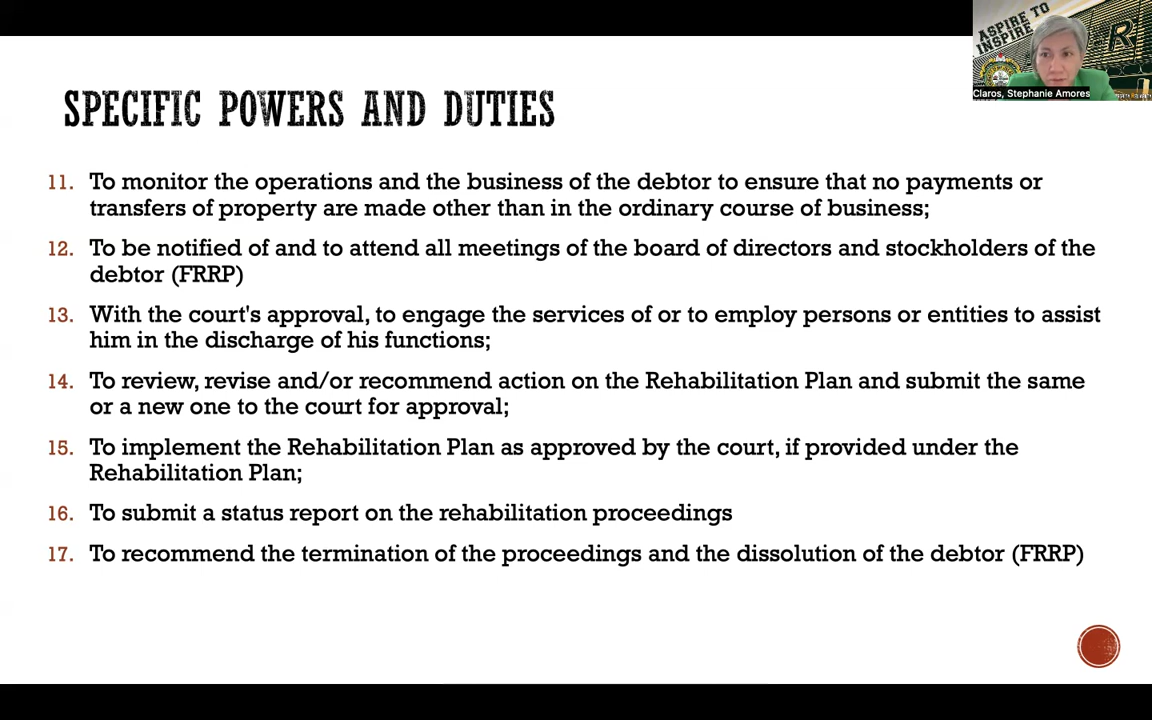 ASPIRE TO
INSPIRE
R
Claros, Stephanie Amores
SPECIFIC POWERS AND DUTIES
11. To monitor the operations and the business of the debtor to ensure that no payments or
transfers of property are made other than in the ordinary course of business;
12. To be notified of and to attend all meetings of the board of directors and stockholders of the
debtor (FRRP)
13. With the court's approval, to engage the services of or to employ persons or entities to assist
him in the discharge of his functions;
14. To review, revise and/or recommend action on the Rehabilitation Plan and submit the same
or a new one to the court for approval;
15. To implement the Rehabilitation Plan as approved by the court, if provided under the
Rehabilitation Plan;
16. To submit a status report on the rehabilitation proceedings
17. To recommend the termination of the proceedings and the dissolution of the debtor (FRRP)